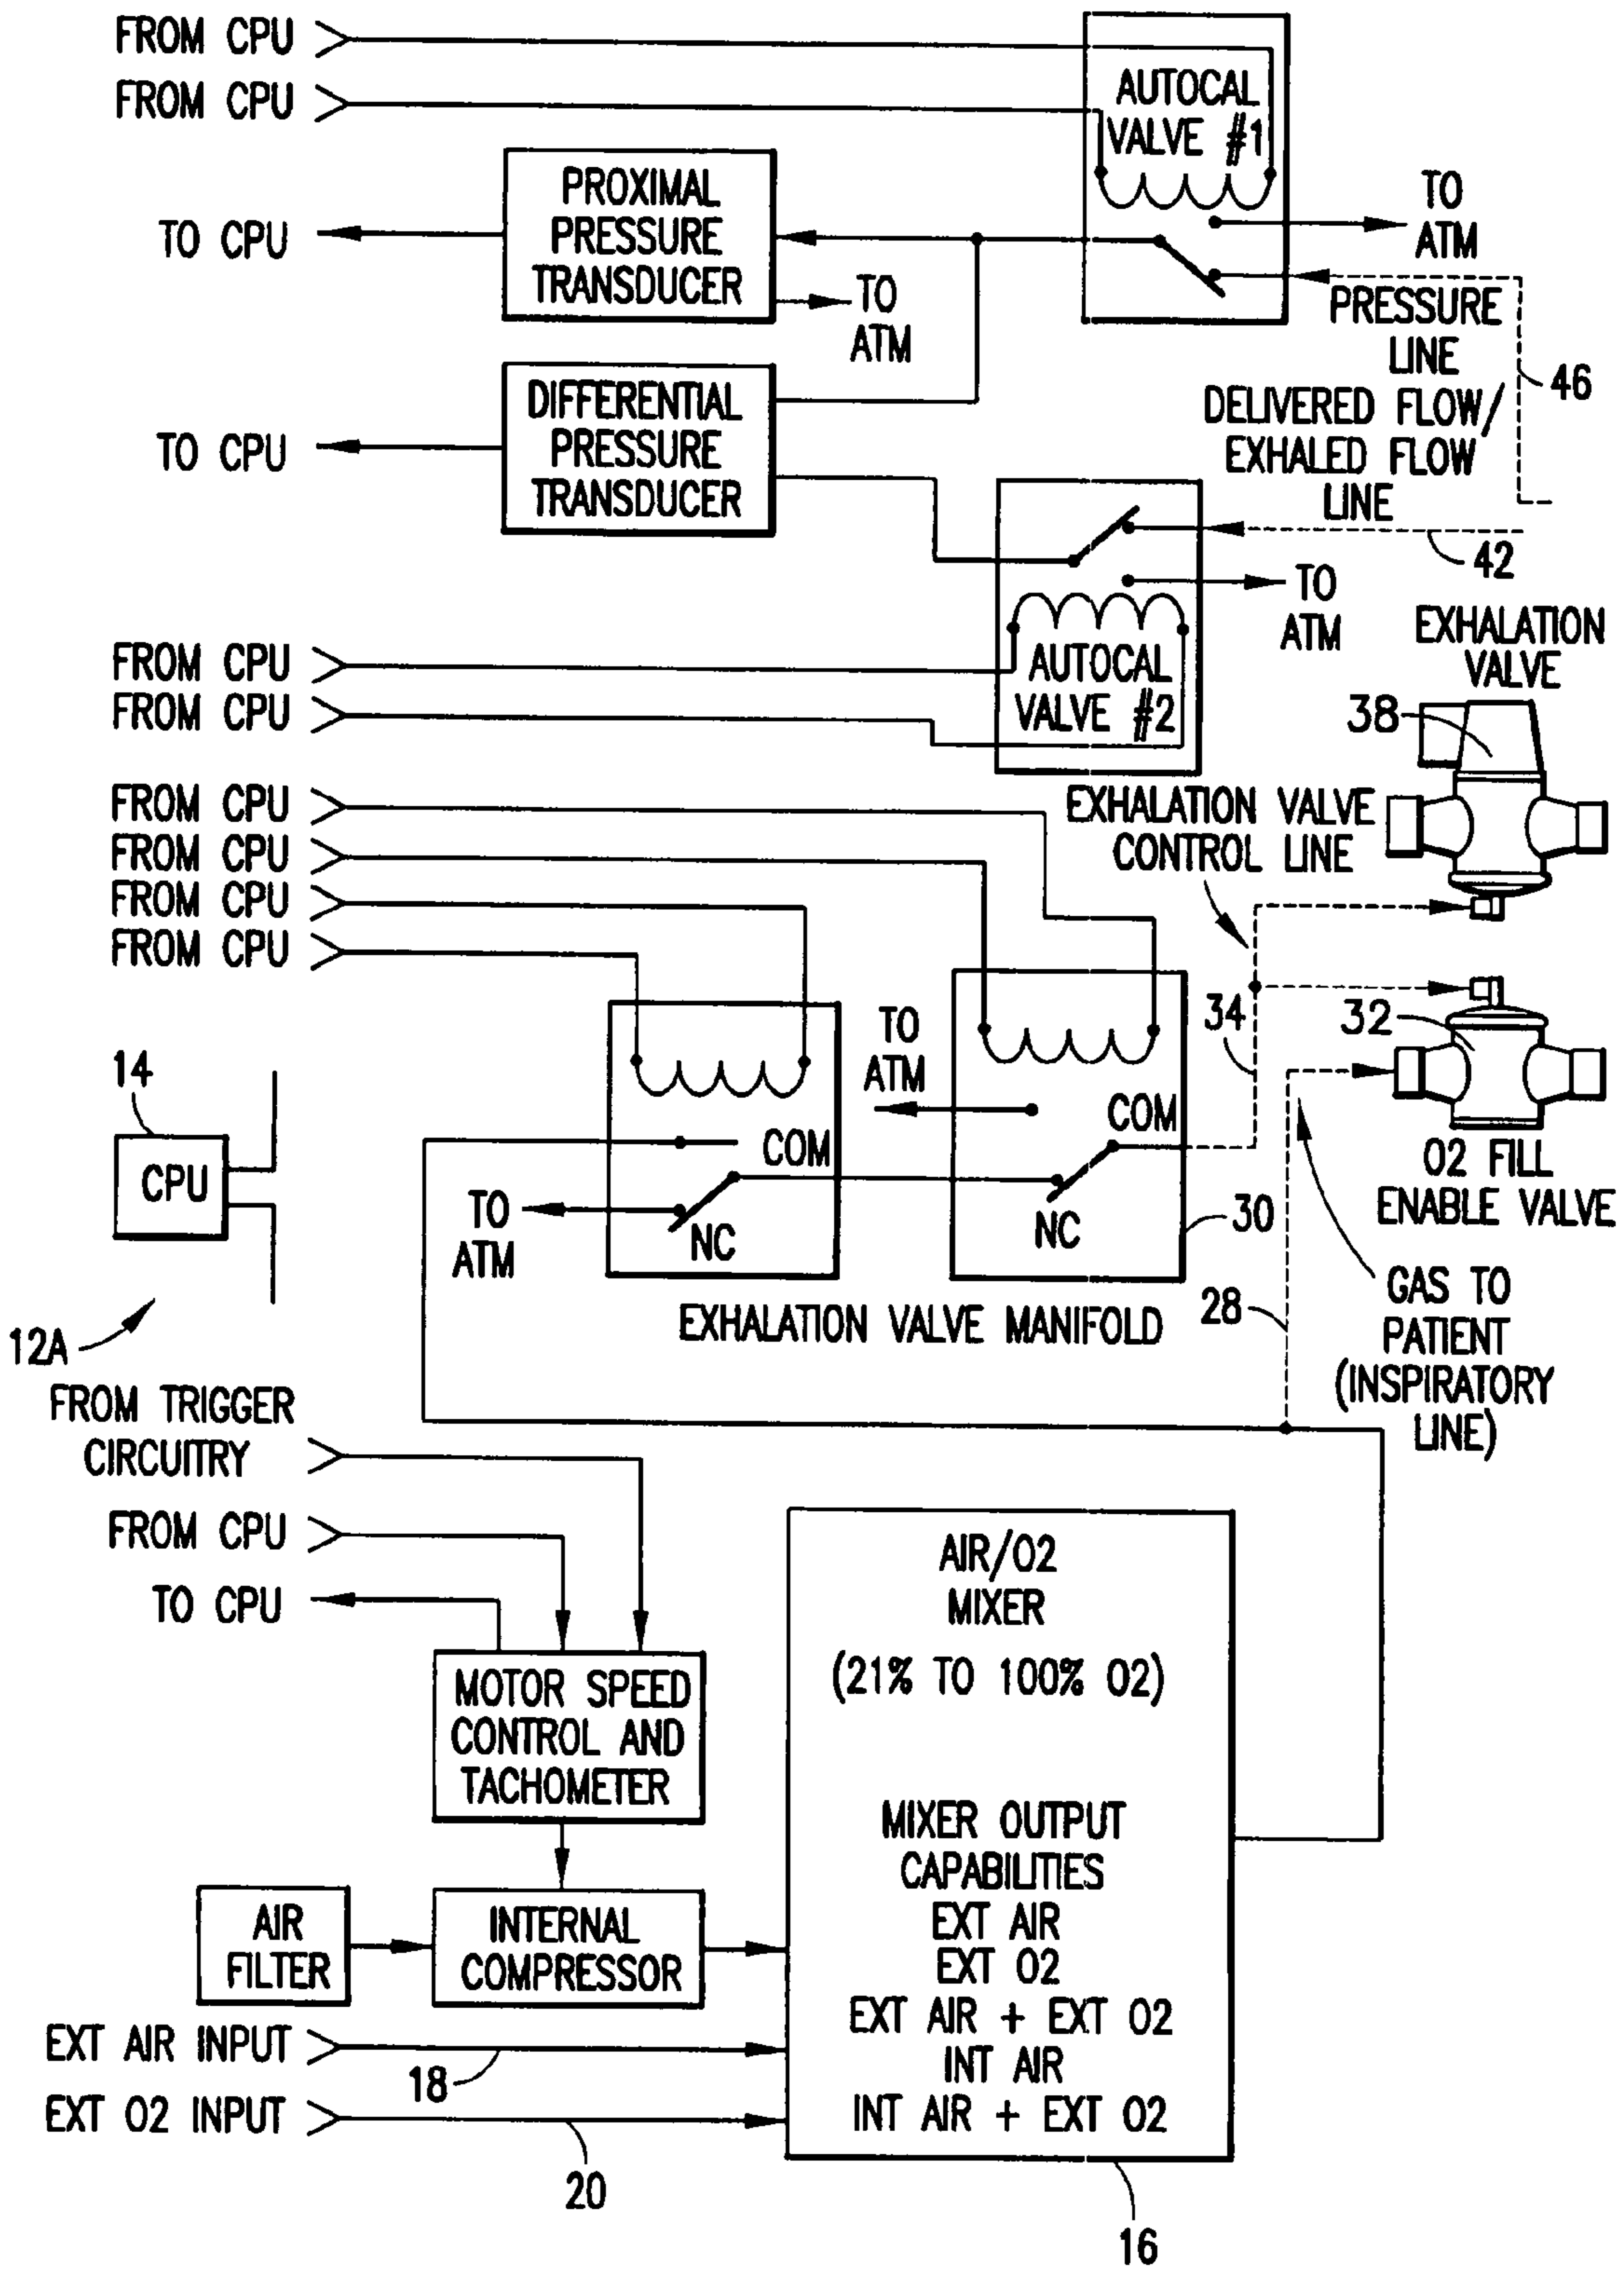 FROM CPU
FROM CPU
AUTOCAL
VALVE #1
PROXIMAL
PRESSURE
TRANSDUCER
TO CPU
TO
ATM
TO
ATM
PRESSURE
LINE
46
DIFFERENTIAL
PRESSURE
TRANSDUCER
TO CPU
DELIVERED FLOW/
EXHALED FLOW
LINE
42
TO
ATM
FROM CPU
FROM CPU
AUTOCAL
VALVE #2
EXHALATION
VALVE
38
FROM CPU
FROM CPU
FROM CPU
FROM CPU
EXHALATION VALVE
CONTROL LINE
34
32
TO
ATM
COM
COM
14
CPU
TO
ATM
NC
NC
30
O2 FILL
ENABLE VALVE
12A
EXHALATION VALVE MANIFOLD
28
GAS TO
PATIENT
(INSPIRATORY
LINE)
FROM TRIGGER
CIRCUITRY
FROM CPU
TO CPU
MOTOR SPEED
CONTROL AND
TACHOMETER
AIR/O2
MIXER
(21% TO 100% O2)
MIXER OUTPUT
CAPABILITIES
EXT AIR
EXT O2
EXT AIR + EXT O2
INT AIR
INT AIR + EXT O2
AIR
FILTER
INTERNAL
COMPRESSOR
EXT AIR INPUT
18
EXT O2 INPUT
20
16